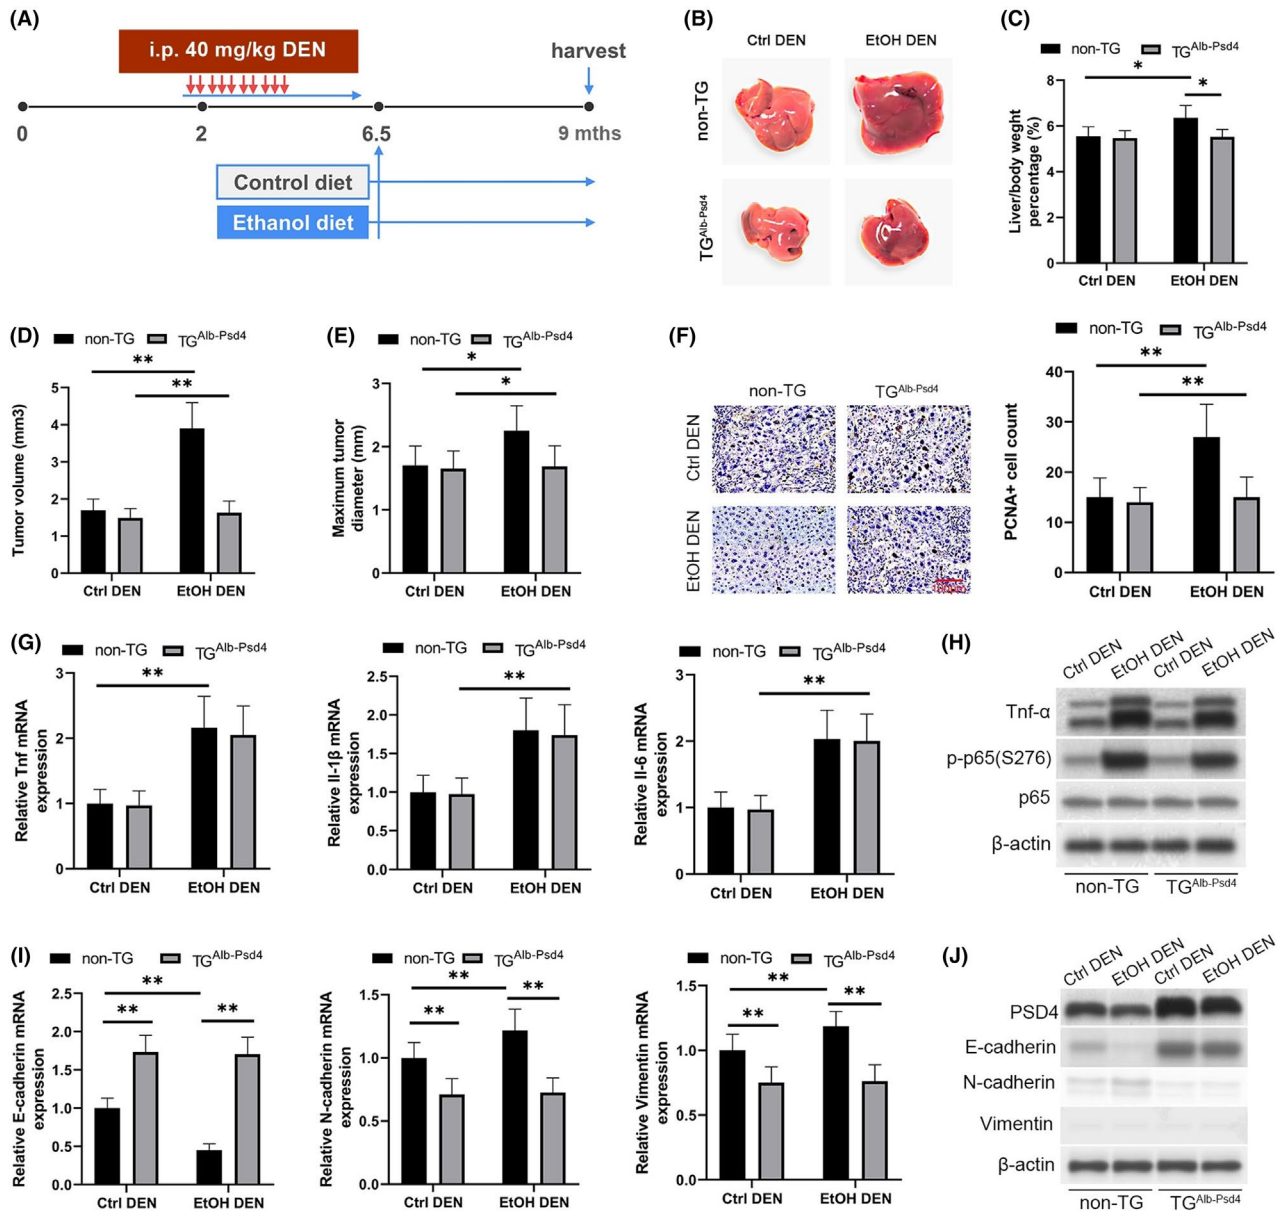 (A)
i.p. 40 mg/kg DEN
harvest
0
2
6.5
9 mths
Control diet
Ethanol diet
(B)
Ctrl DEN
EtOH DEN
non-TG
TGAlb-Psd4
(C)
non-TG
TGAlb-Psd4
*
*
Liver/body weght
percentage (%)
8
6
4
2
0
Ctrl DEN
EtOH DEN
(D)
non-TG
TGAlb-Psd4
**
**
Tumor volume (mm3)
5
4
3
2
1
0
Ctrl DEN
EtOH DEN
(E)
non-TG
TGAlb-Psd4
*
*
Maximum tumor
diameter (mm)
3
2
1
0
Ctrl DEN
EtOH DEN
(F)
non-TG
TGAlb-Psd4
Ctrl DEN
EtOH DEN
non-TG
TGAlb-Psd4
**
**
PCNA+ cell count
40
30
20
10
0
Ctrl DEN
EtOH DEN
(G)
non-TG
TGAlb-Psd4
**
Relative Tnf mRNA
expression
3
2
1
0
Ctrl DEN
EtOH DEN
non-TG
TGAlb-Psd4
**
Relative Il-1β mRNA
expression
2.5
2.0
1.5
1.0
0.5
0.0
Ctrl DEN
EtOH DEN
non-TG
TGAlb-Psd4
**
Relative Il-6 mRNA
expression
3
2
1
0
Ctrl DEN
EtOH DEN
(H)
Ctrl DEN
EtOH DEN
Ctrl DEN
EtOH DEN
Tnf-α
p-p65(S276)
p65
β-actin
non-TG
TGAlb-Psd4
(I)
non-TG
TGAlb-Psd4
**
**
**
Relative E-cadherin mRNA
expression
2.5
2.0
1.5
1.0
0.5
0.0
Ctrl DEN
EtOH DEN
non-TG
TGAlb-Psd4
**
**
**
Relative N-cadherin mRNA
expression
1.5
1.0
0.5
0.0
Ctrl DEN
EtOH DEN
non-TG
TGAlb-Psd4
**
**
**
Relative Vimentin mRNA
expression
1.5
1.0
0.5
0.0
Ctrl DEN
EtOH DEN
(J)
Ctrl DEN
EtOH DEN
Ctrl DEN
EtOH DEN
PSD4
E-cadherin
N-cadherin
Vimentin
β-actin
non-TG
TGAlb-Psd4